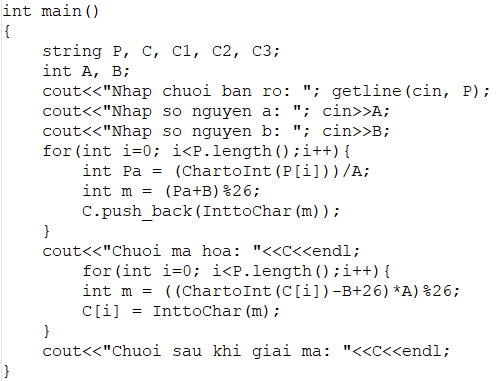 int main()
{
    string P, C, C1, C2, C3;
    int A, B;
    cout<<"Nhap chuoi ban ro: "; getline(cin, P);
    cout<<"Nhap so nguyen a: "; cin>>A;
    cout<<"Nhap so nguyen b: "; cin>>B;
    for(int i=0; i<P.length();i++){
        int Pa = (ChartoInt(P[i]))/A;
        int m = (Pa+B)%26;
        C.push_back(InttoChar(m));
    }
    cout<<"Chuoi ma hoa: "<<C<<endl;
        for(int i=0; i<P.length();i++){
        int m = ((ChartoInt(C[i])-B+26)*A)%26;
        C[i] = InttoChar(m);
    }
    cout<<"Chuoi sau khi giai ma: "<<C<<endl;
}